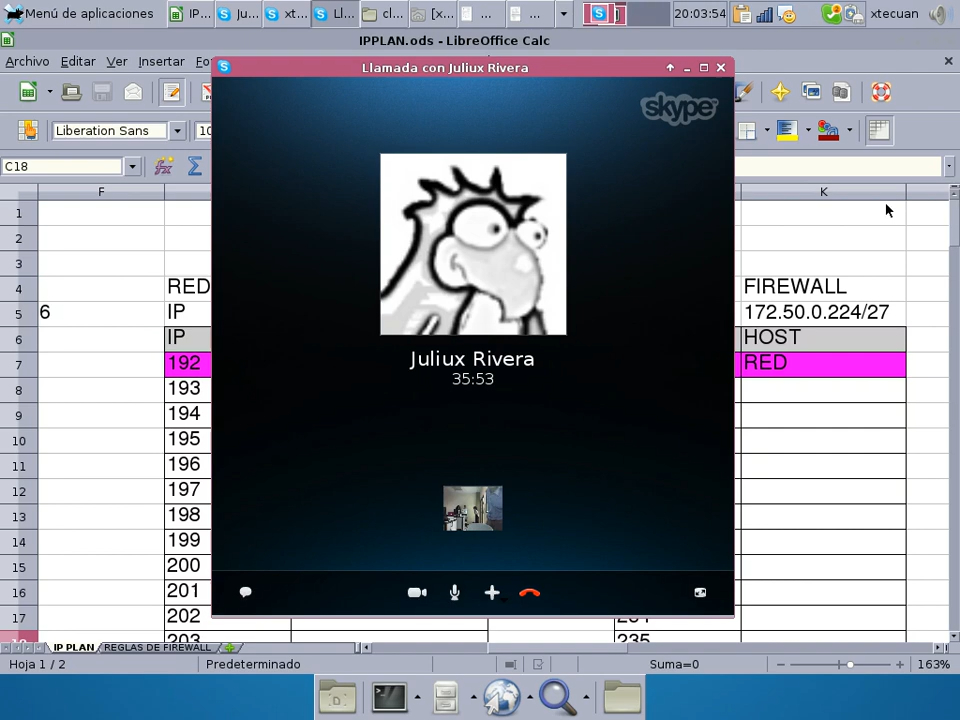 Menú de aplicaciones IP... Ju... xt... Ll... cl... [x... ... ... 20:03:54 xtecuan
IPPLAN.ods - LibreOffice Calc
Archivo Editar Ver Insertar Fo
Llamada con Juliux Rivera
skype
Liberation Sans 10
C18
F K
1
2
3
4 RED FIREWALL
5 6 IP 172.50.0.224/27
6 IP HOST
7 192 RED
8 193
9 194
10 195
11 196
12 197
13 198
14 199
15 200
16 201
17 202
203 235
Juliux Rivera
35:53
IP PLAN REGLAS DE FIREWALL
Hoja 1 / 2 Predeterminado Suma=0 163%